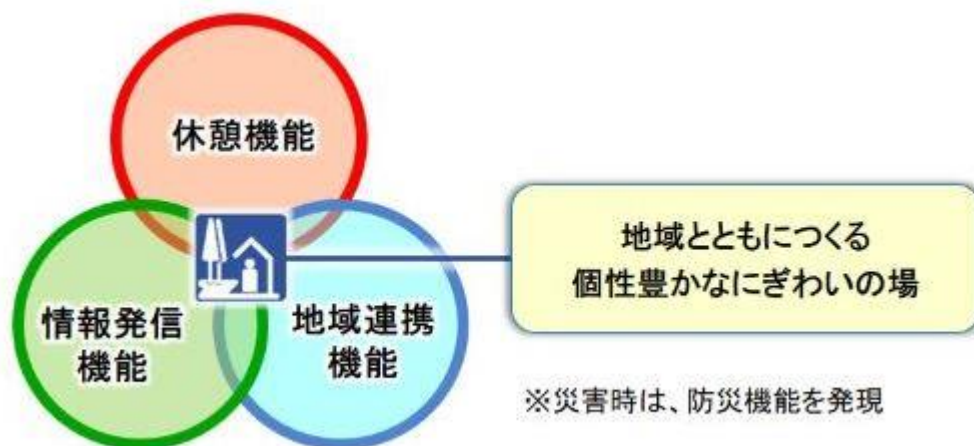 休憩機能
情報発信
機能
地域連携
機能
地域とともにつくる
個性豊かなにぎわいの場
※災害時は、防災機能を発現